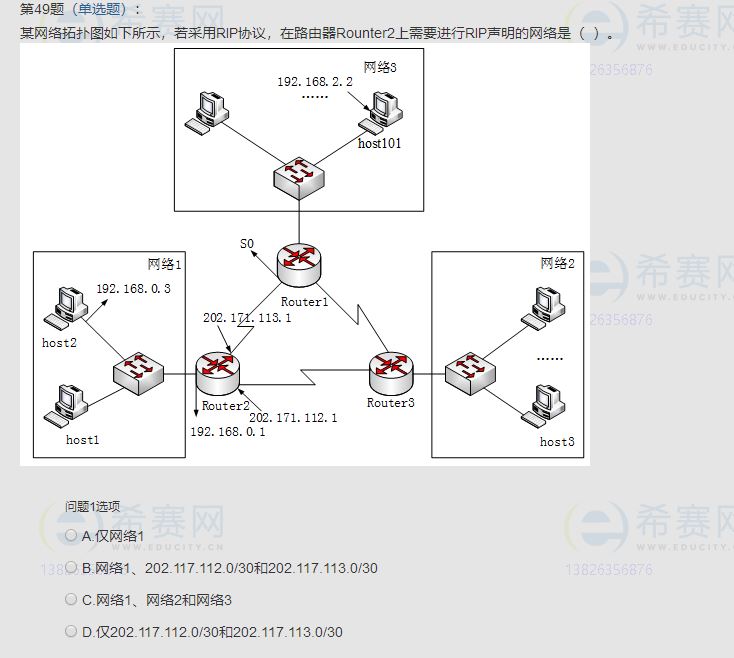 第49题（单选题）：
某网络拓扑图如下所示，若采用RIP协议，在路由器Rounter2上需要进行RIP声明的网络是（ ）。
网络3
192.168.2.2
......
host101
S0
Router1
网络1
192.168.0.3
host2
host1
202.171.113.1
Router2
202.171.112.1
192.168.0.1
Router3
网络2
......
host3
问题1选项
A.仅网络1
B.网络1、202.117.112.0/30和202.117.113.0/30
C.网络1、网络2和网络3
D.仅202.117.112.0/30和202.117.113.0/30
希赛网
WWW.EDUCITY.CN
13826356876